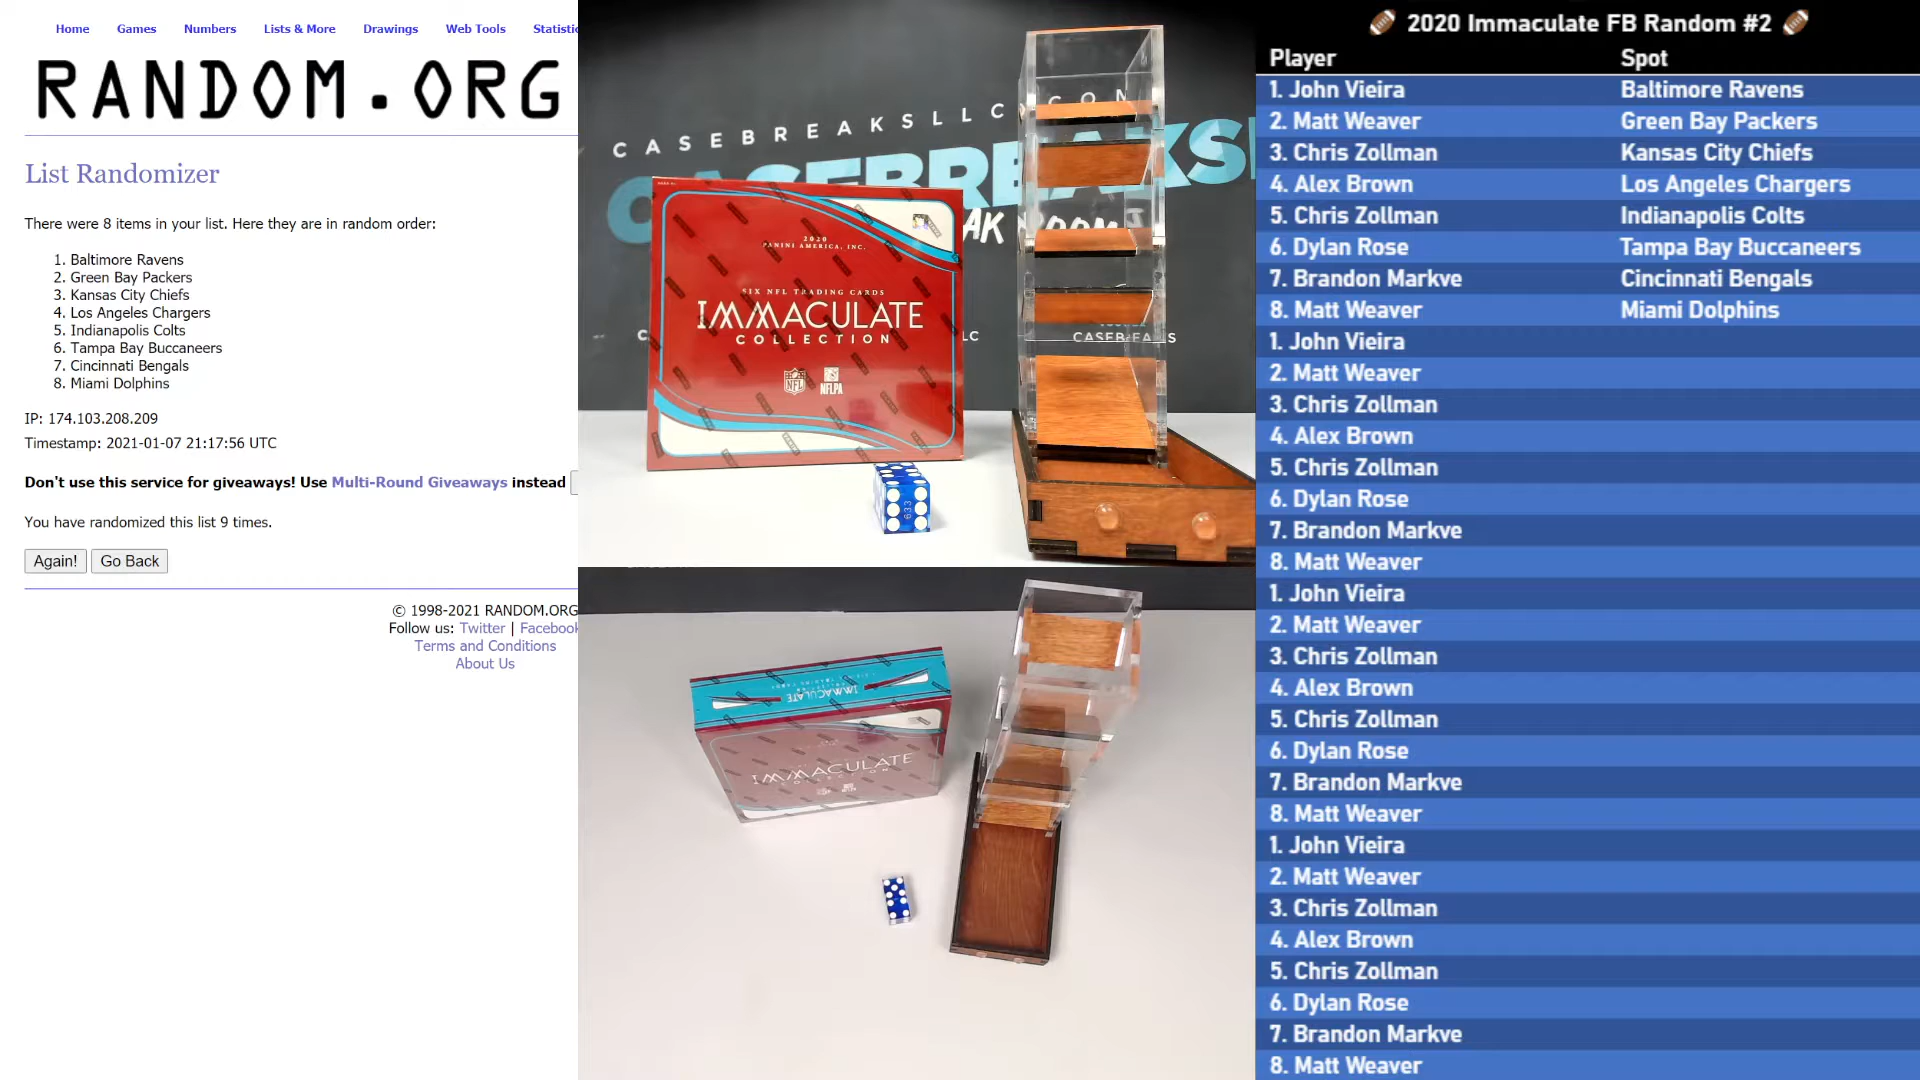 Home Games Numbers Lists & More Drawings Web Tools Statistic
RANDOM.ORG
List Randomizer
There were 8 items in your list. Here they are in random order:
1. Baltimore Ravens
2. Green Bay Packers
3. Kansas City Chiefs
4. Los Angeles Chargers
5. Indianapolis Colts
6. Tampa Bay Buccaneers
7. Cincinnati Bengals
8. Miami Dolphins
IP: 174.103.208.209
Timestamp: 2021-01-07 21:17:56 UTC
Don't use this service for giveaways! Use Multi-Round Giveaways instead
You have randomized this list 9 times.
Again! Go Back
© 1998-2021 RANDOM.ORG
Follow us: Twitter | Facebook
Terms and Conditions
About Us
CASEBREAKSLLC.COM
2020
PANINI AMERICA, INC.
SIX NFL TRADING CARDS
IMMACULATE
COLLECTION
NFL NFLPA
633
IMMACULATE
IMMACULATE
COLLECTION
🏈 2020 Immaculate FB Random #2 🏈
Player Spot
1. John Vieira Baltimore Ravens
2. Matt Weaver Green Bay Packers
3. Chris Zollman Kansas City Chiefs
4. Alex Brown Los Angeles Chargers
5. Chris Zollman Indianapolis Colts
6. Dylan Rose Tampa Bay Buccaneers
7. Brandon Markve Cincinnati Bengals
8. Matt Weaver Miami Dolphins
1. John Vieira
2. Matt Weaver
3. Chris Zollman
4. Alex Brown
5. Chris Zollman
6. Dylan Rose
7. Brandon Markve
8. Matt Weaver
1. John Vieira
2. Matt Weaver
3. Chris Zollman
4. Alex Brown
5. Chris Zollman
6. Dylan Rose
7. Brandon Markve
8. Matt Weaver
1. John Vieira
2. Matt Weaver
3. Chris Zollman
4. Alex Brown
5. Chris Zollman
6. Dylan Rose
7. Brandon Markve
8. Matt Weaver